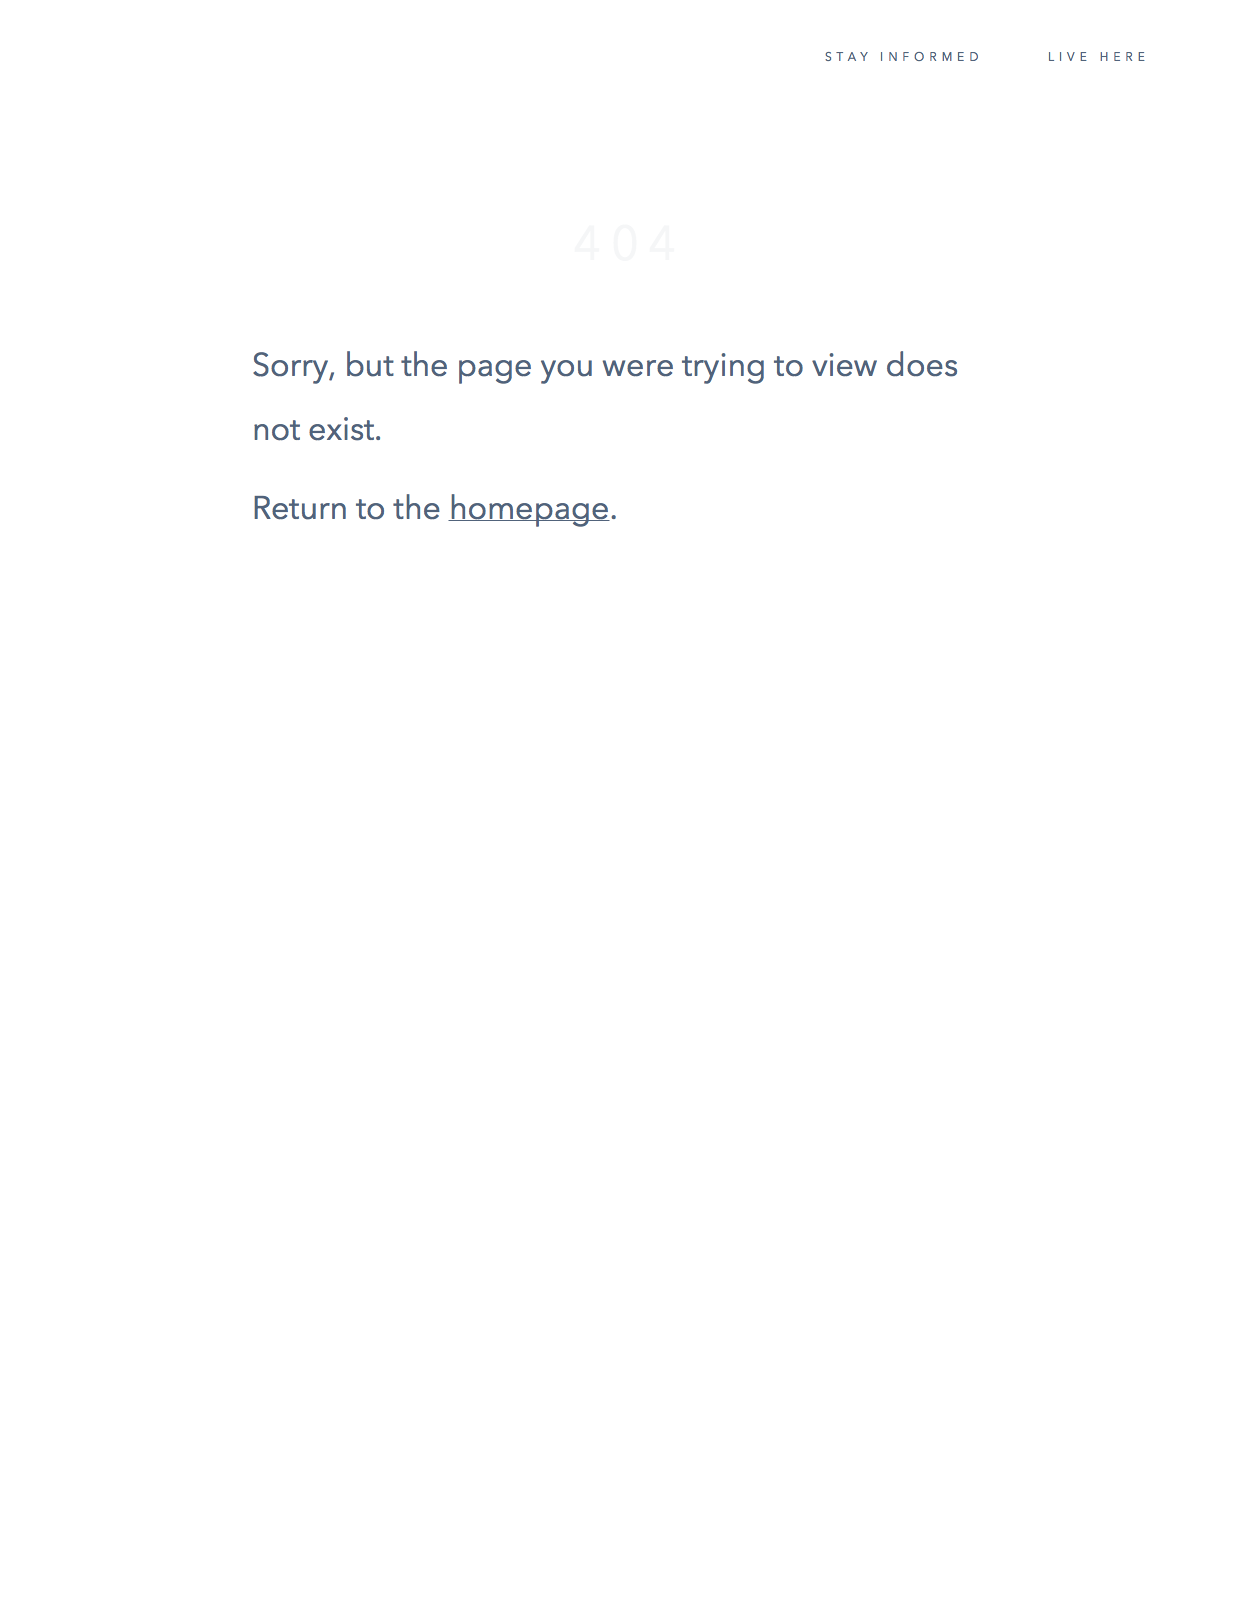 STAY INFORMED LIVE HERE
404
Sorry, but the page you were trying to view does
not exist.
Return to the homepage.